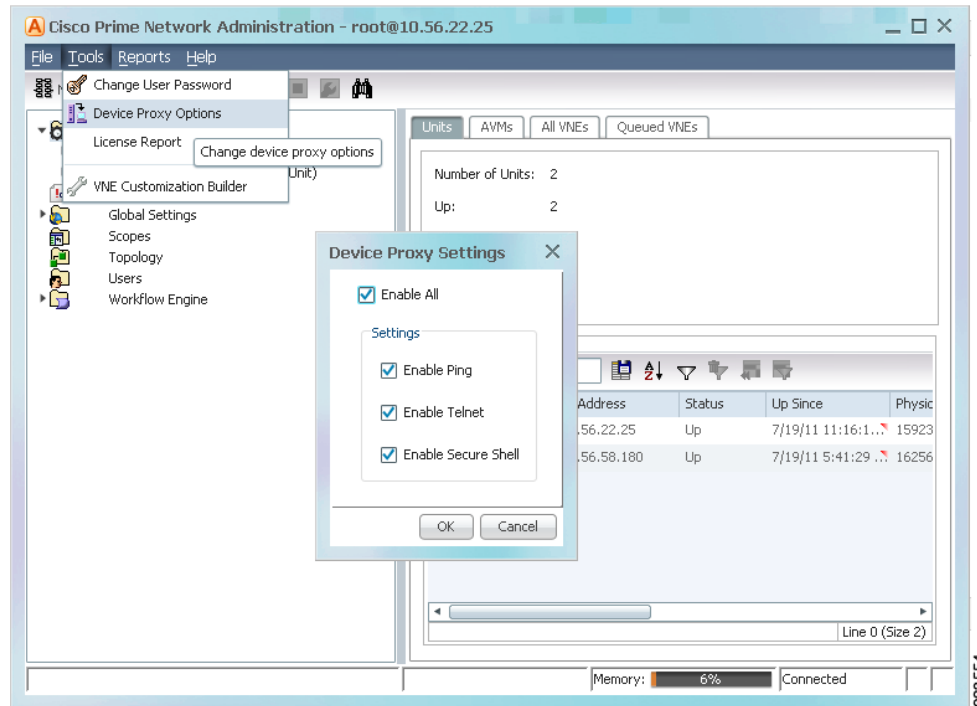 Cisco Prime Network Administration - root@10.56.22.25
File Tools Reports Help
Change User Password
Device Proxy Options
License Report
Change device proxy options
Unit)
VNE Customization Builder
Global Settings
Scopes
Topology
Users
Workflow Engine
Units AVMs All VNEs Queued VNEs
Number of Units: 2
Up: 2
Device Proxy Settings
Enable All
Settings
Enable Ping
Enable Telnet
Enable Secure Shell
OK Cancel
Address Status Up Since Physic
.56.22.25 Up 7/19/11 11:16:1... 15923
.56.58.180 Up 7/19/11 5:41:29 ... 16256
Line 0 (Size 2)
Memory: 6% Connected